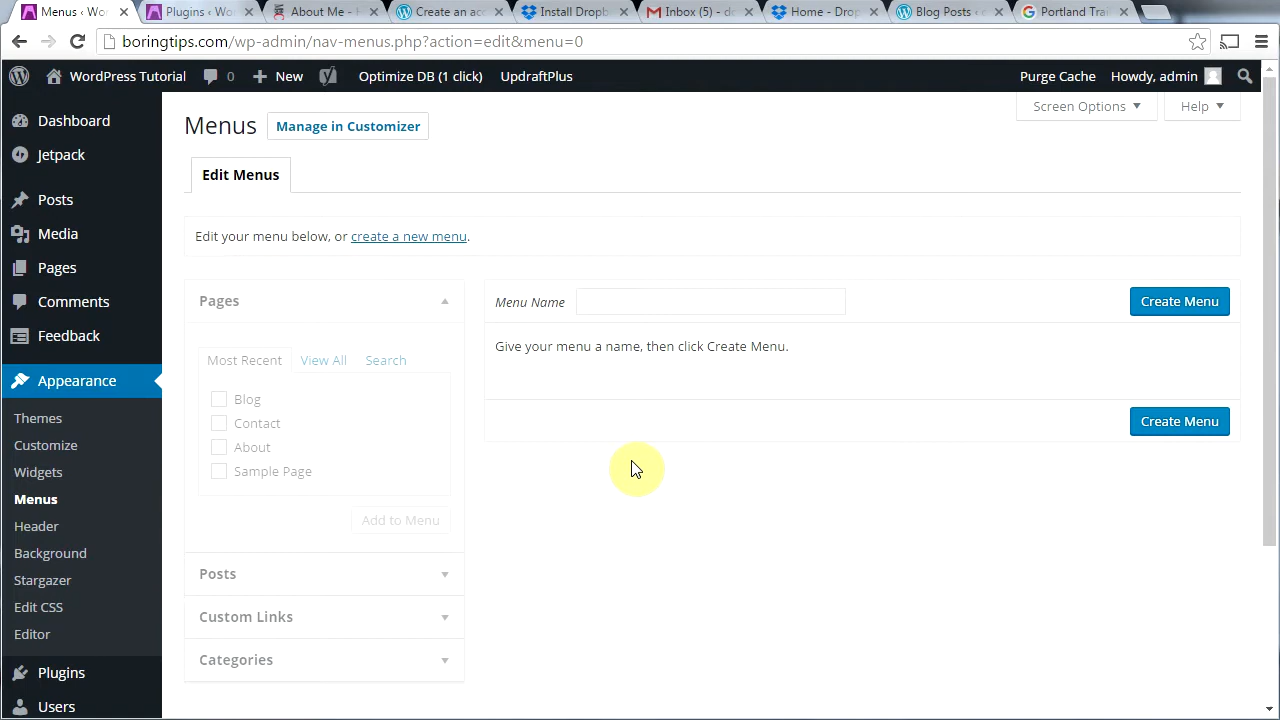 Menus ‹ Wor
Plugins ‹ Wo
About Me - 
Create an acc
Install Dropb
Inbox (5) - d
Home - Drop
Blog Posts ‹
Portland Trai
boringtips.com/wp-admin/nav-menus.php?action=edit&menu=0
WordPress Tutorial
0
New
Optimize DB (1 click)
UpdraftPlus
Purge Cache
Howdy, admin
Dashboard
Jetpack
Posts
Media
Pages
Comments
Feedback
Appearance
Themes
Customize
Widgets
Menus
Header
Background
Stargazer
Edit CSS
Editor
Plugins
Users
Screen Options
Help
Menus
Manage in Customizer
Edit Menus
Edit your menu below, or create a new menu.
Pages
Most Recent View All Search
Blog
Contact
About
Sample Page
Add to Menu
Posts
Custom Links
Categories
Menu Name
Create Menu
Give your menu a name, then click Create Menu.
Create Menu